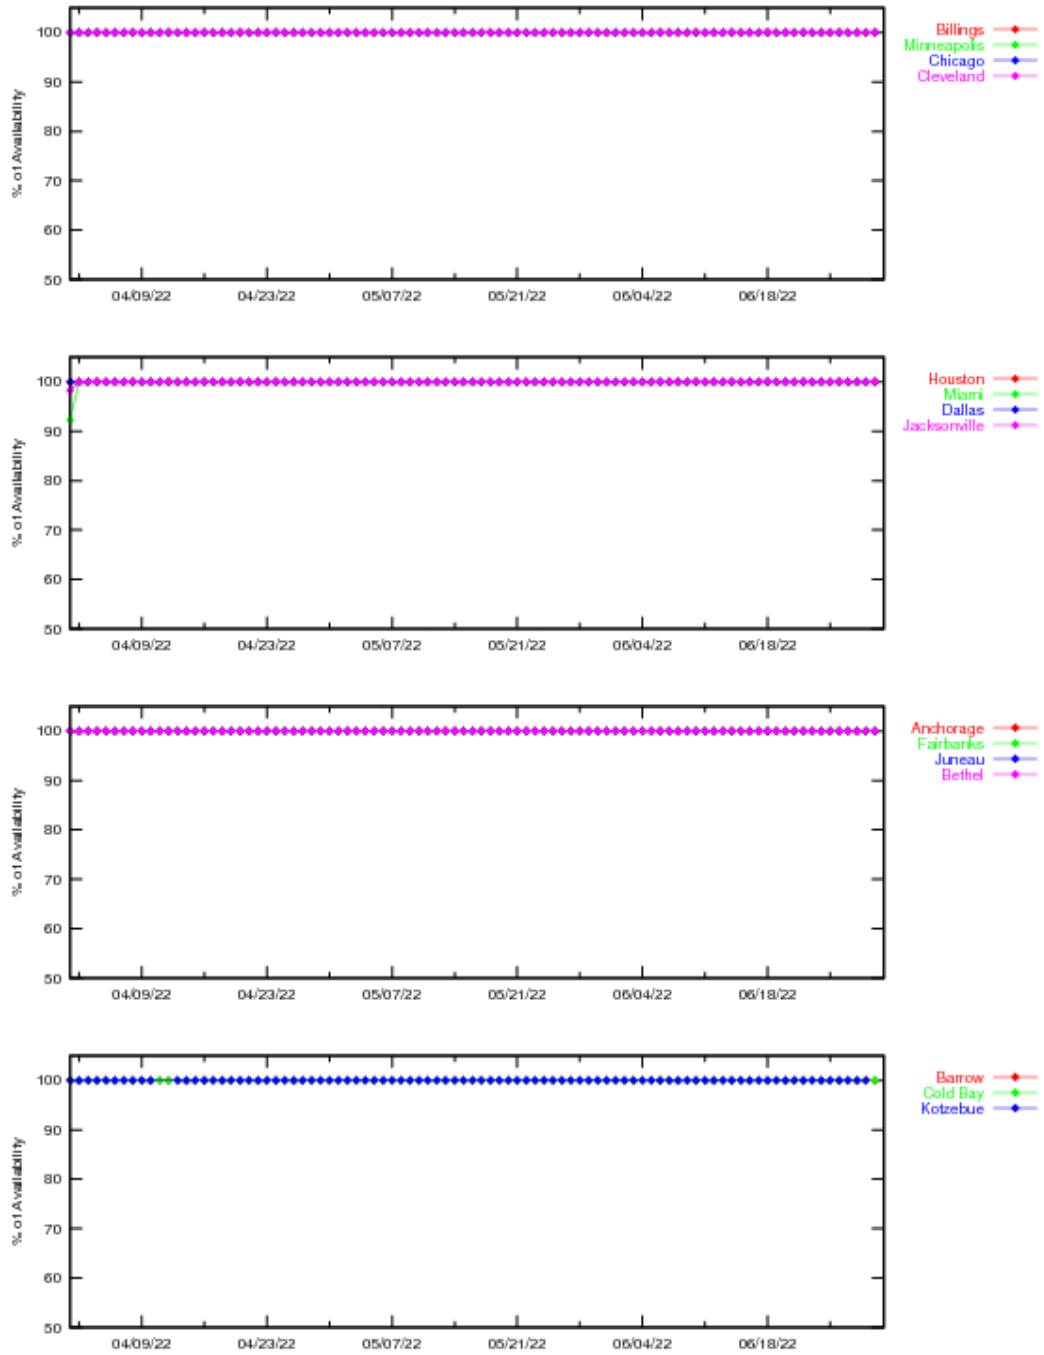 % of Availability
100
90
80
70
60
50
04/09/22 04/23/22 05/07/22 05/21/22 06/04/22 06/18/22
Billings
Minneapolis
Chicago
Cleveland
% of Availability
100
90
80
70
60
50
04/09/22 04/23/22 05/07/22 05/21/22 06/04/22 06/18/22
Houston
Miami
Dallas
Jacksonville
% of Availability
100
90
80
70
60
50
04/09/22 04/23/22 05/07/22 05/21/22 06/04/22 06/18/22
Anchorage
Fairbanks
Juneau
Bethel
% of Availability
100
90
80
70
60
50
04/09/22 04/23/22 05/07/22 05/21/22 06/04/22 06/18/22
Barrow
Cold Bay
Kotzebue